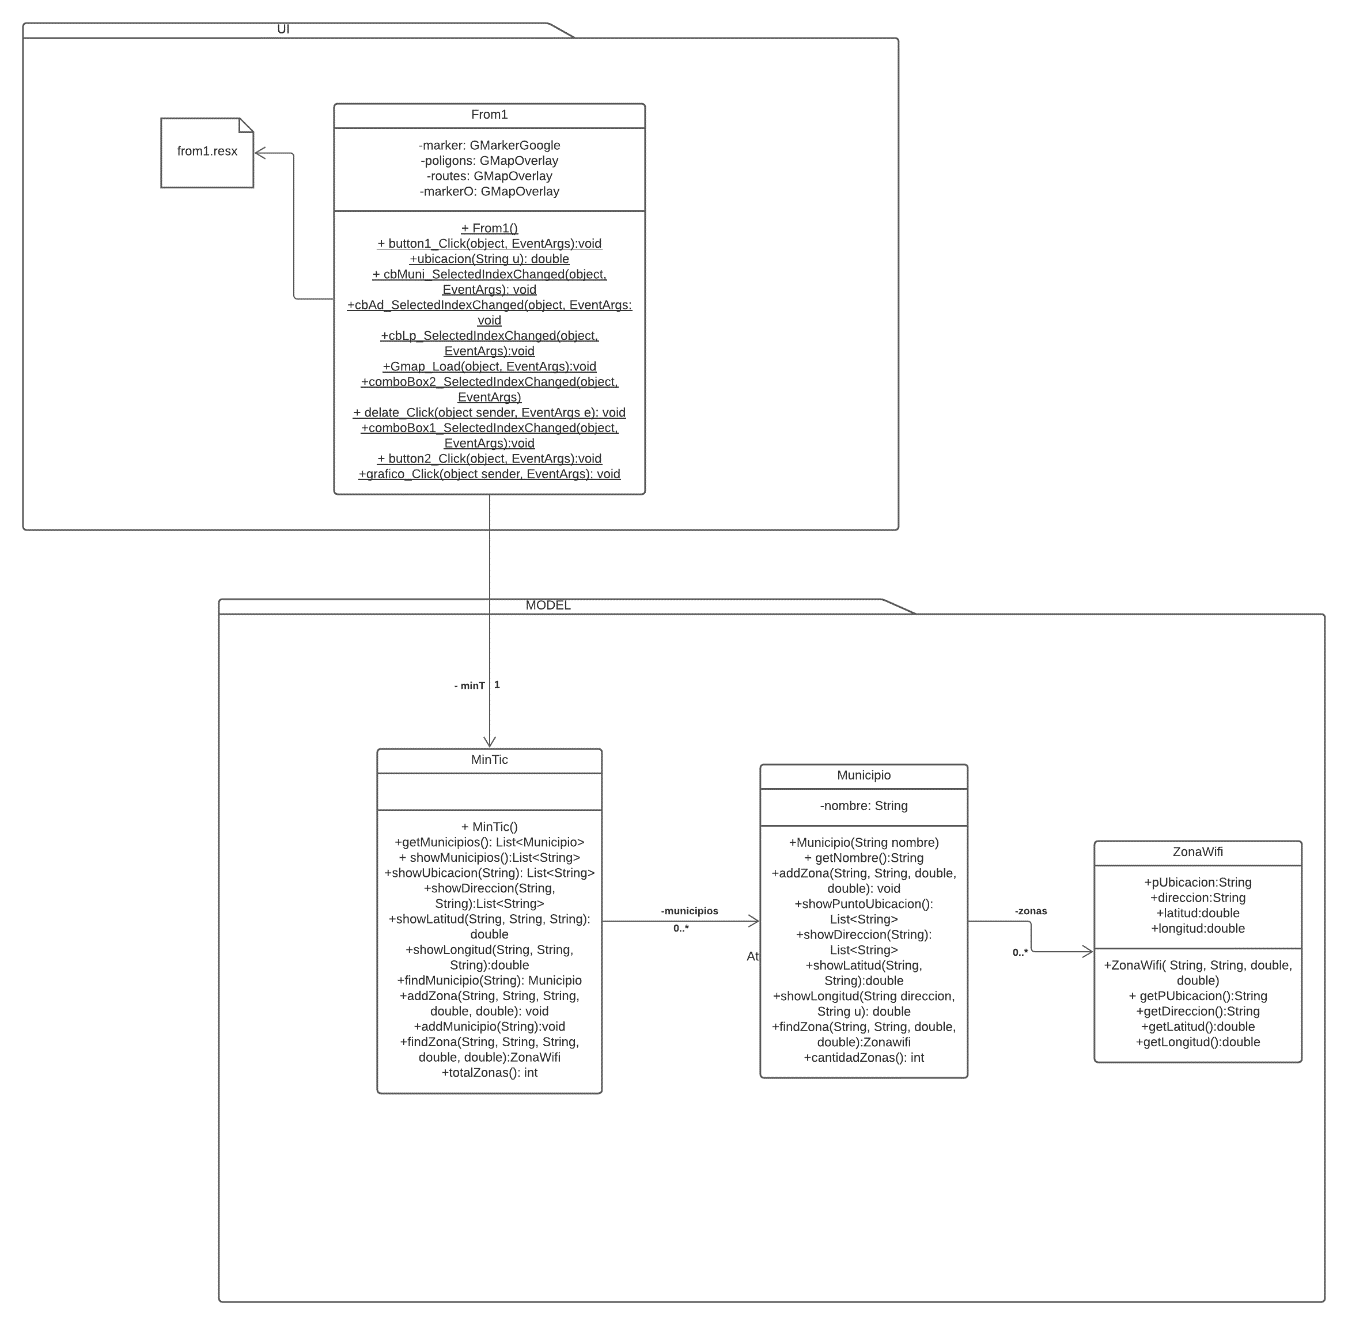 UI
from1.resx
From1
-marker: GMarkerGoogle
-poligons: GMapOverlay
-routes: GMapOverlay
-markerO: GMapOverlay
+ From1()
+ button1_Click(object, EventArgs):void
+ubicacion(String u): double
+ cbMuni_SelectedIndexChanged(object,
EventArgs): void
+cbAd_SelectedIndexChanged(object, EventArgs:
void
+cbLp_SelectedIndexChanged(object,
EventArgs):void
+Gmap_Load(object, EventArgs):void
+comboBox2_SelectedIndexChanged(object,
EventArgs)
+ delate_Click(object sender, EventArgs e): void
+comboBox1_SelectedIndexChanged(object,
EventArgs):void
+ button2_Click(object, EventArgs):void
+grafico_Click(object sender, EventArgs): void
MODEL
- minT 1
MinTic
+ MinTic()
+getMunicipios(): List<Municipio>
+ showMunicipios():List<String>
+showUbicacion(String): List<String>
+showDireccion(String,
String):List<String>
+showLatitud(String, String, String):
double
+showLongitud(String, String,
String):double
+findMunicipio(String): Municipio
+addZona(String, String, String,
double, double): void
+addMunicipio(String):void
+findZona(String, String, String,
double, double):ZonaWifi
+totalZonas(): int
-municipios
0..*
At
Municipio
-nombre: String
+Municipio(String nombre)
+ getNombre():String
+addZona(String, String, double,
double): void
+showPuntoUbicacion():
List<String>
+showDireccion(String):
List<String>
+showLatitud(String,
String):double
+showLongitud(String direccion,
String u): double
+findZona(String, String, double,
double):Zonawifi
+cantidadZonas(): int
-zonas
0..*
ZonaWifi
+pUbicacion:String
+direccion:String
+latitud:double
+longitud:double
+ZonaWifi( String, String, double,
double)
+ getPUbicacion():String
+getDireccion():String
+getLatitud():double
+getLongitud():double